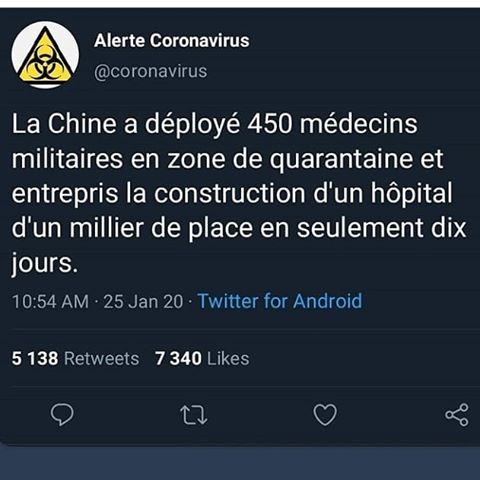 Alerte Coronavirus
@coronavirus
La Chine a déployé 450 médecins
militaires en zone de quarantaine et
entrepris la construction d'un hôpital
d'un millier de place en seulement dix
jours.
10:54 AM · 25 Jan 20 · Twitter for Android
5 138 Retweets 7 340 Likes